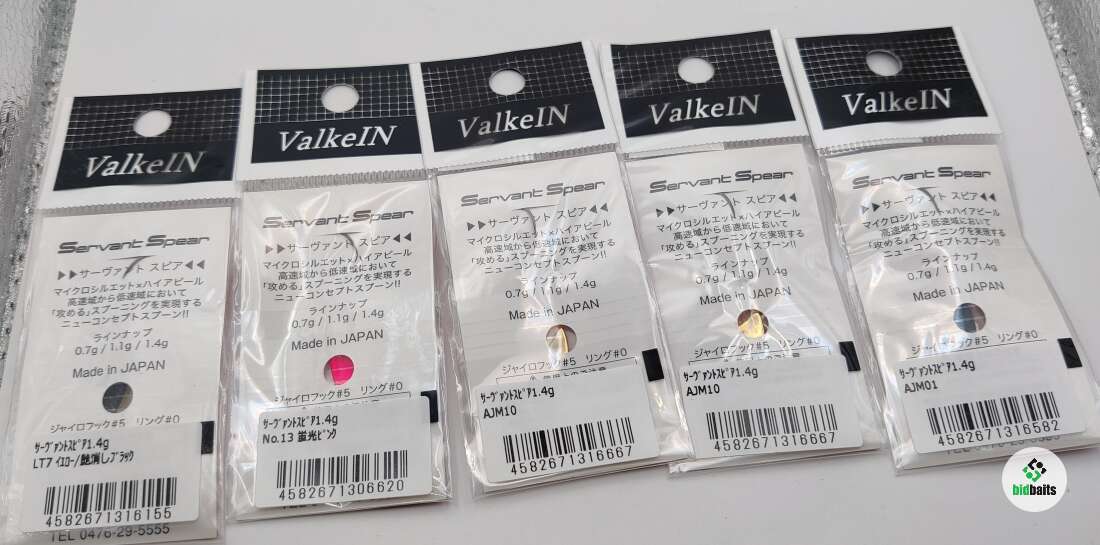 ValkeIN
Servant Spear
▶▶サーヴァント スピア◀◀
マイクロシルエット×ハイアピール
高速域から低速域において
「攻める」スプーニングを実現する
ニューコンセプトスプーン!!
ラインナップ
0.7g / 1.1g / 1.4g
Made in JAPAN
ジャイロフック#5 リング#0
サーヴァントスピア1.4g
LT7 イエロー/艶消しブラック
4582671316155
TEL 0476-29-5555
ValkeIN
Servant Spear
▶▶サーヴァント スピア◀◀
マイクロシルエット×ハイアピール
高速域から低速域において
「攻める」スプーニングを実現する
ニューコンセプトスプーン!!
ラインナップ
0.7g / 1.1g / 1.4g
Made in JAPAN
ジャイロフック#5 リング#0
サーヴァントスピア1.4g
No.13 蛍光ピンク
4582671306620
ValkeIN
Servant Spear
▶▶サーヴァント スピア◀◀
マイクロシルエット×ハイアピール
高速域から低速域において
「攻める」スプーニングを実現する
ニューコンセプトスプーン!!
ラインナップ
0.7g / 1.1g / 1.4g
Made in JAPAN
ジャイロフック#5 リング#0
サーヴァントスピア1.4g
AJM10
4582671316667
ValkeIN
Servant Spear
▶▶サーヴァント スピア◀◀
マイクロシルエット×ハイアピール
高速域から低速域において
「攻める」スプーニングを実現する
ニューコンセプトスプーン!!
ラインナップ
0.7g / 1.1g / 1.4g
Made in JAPAN
ジャイロフック#5 リング#0
サーヴァントスピア1.4g
AJM10
4582671316667
ValkeIN
Servant Spear
▶▶サーヴァント スピア◀◀
マイクロシルエット×ハイアピール
高速域から低速域において
「攻める」スプーニングを実現する
ニューコンセプトスプーン!!
ラインナップ
0.7g / 1.1g / 1.4g
Made in JAPAN
ジャイロフック#5 リング#0
サーヴァントスピア1.4g
AJM01
4582671316582
bidbaits